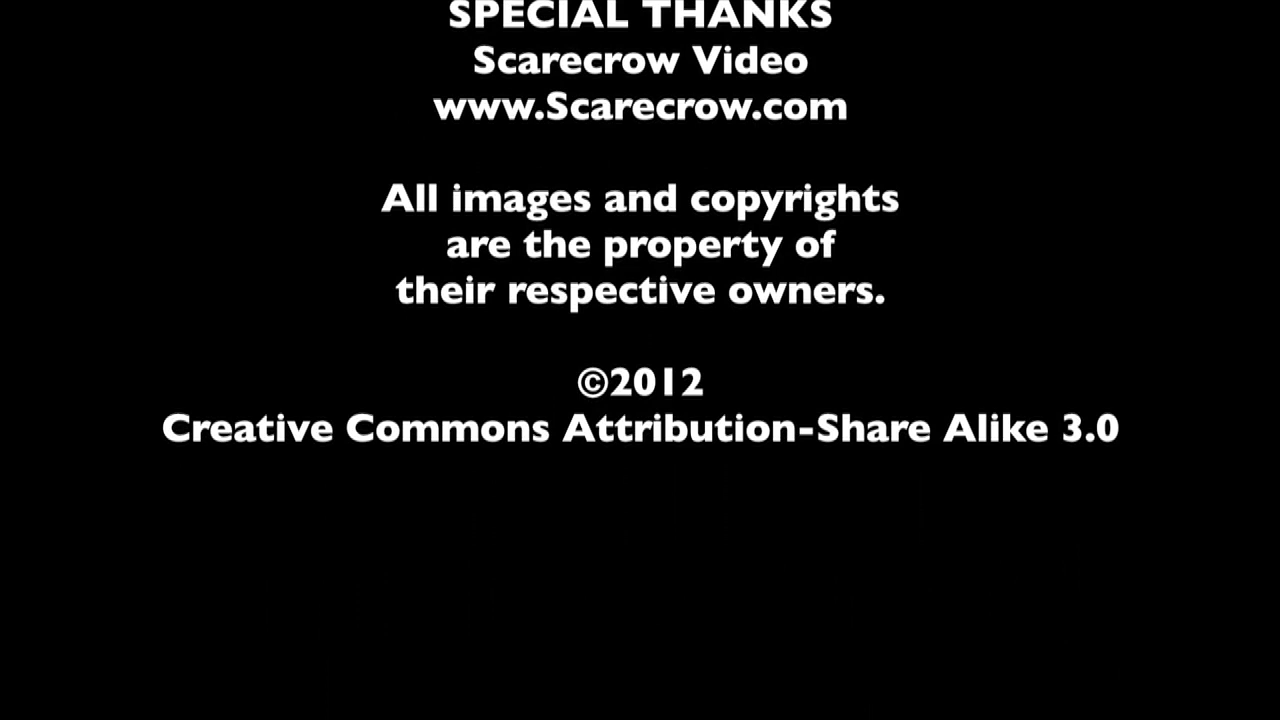 SPECIAL THANKS
Scarecrow Video
www.Scarecrow.com
All images and copyrights
are the property of
their respective owners.
©2012
Creative Commons Attribution-Share Alike 3.0